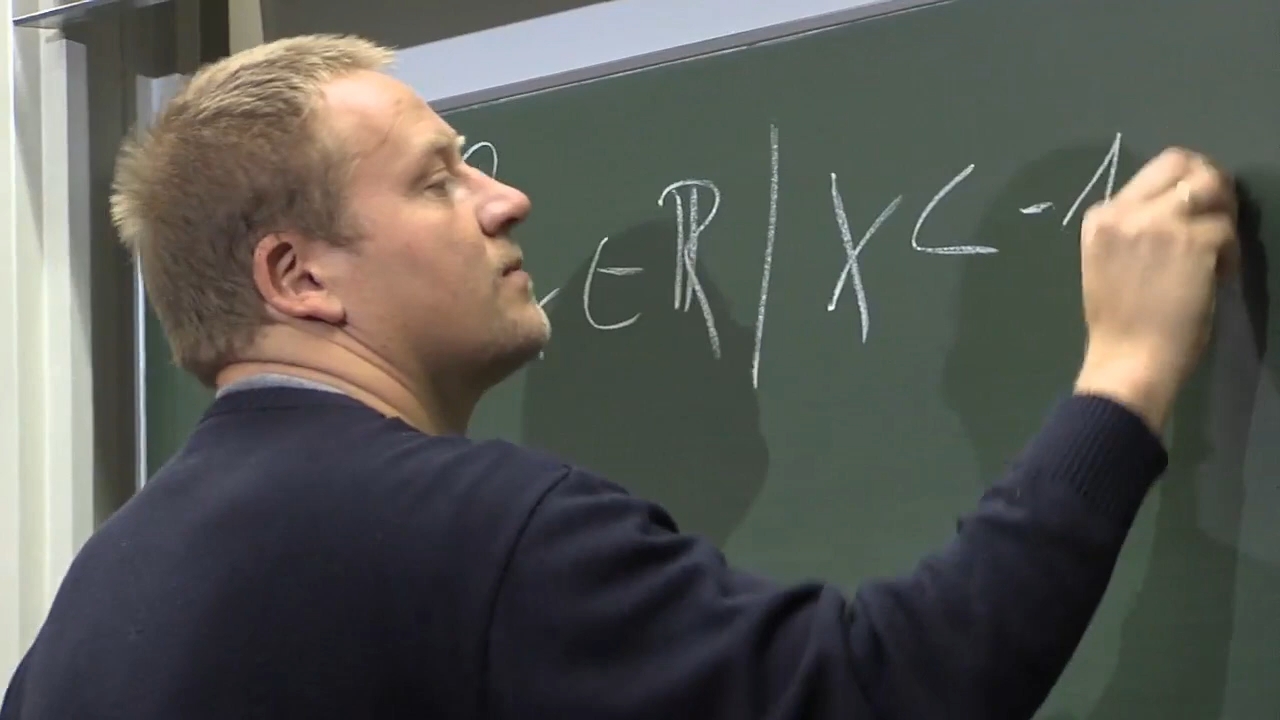 ∈ ℝ | x < -1